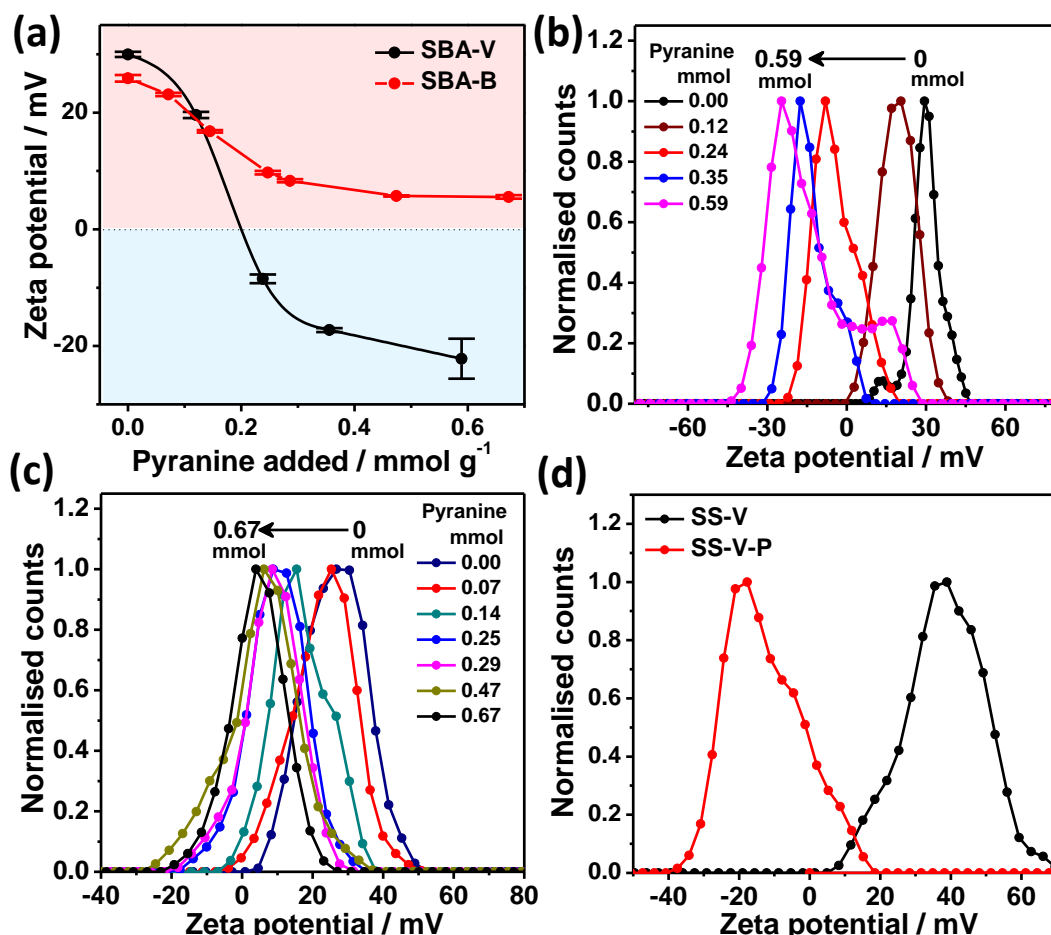 (a)
SBA-V
SBA-B
20
0
-20
Zeta potential / mV
0.0 0.2 0.4 0.6
Pyranine added / mmol g-1
(b)
Pyranine
mmol
0.00
0.12
0.24
0.35
0.59
0.59 0
mmol mmol
1.2
1.0
0.8
0.6
0.4
0.2
0.0
Normalised counts
-60 -30 0 30 60
Zeta potential / mV
(c)
0.67 0
mmol mmol
Pyranine
mmol
0.00
0.07
0.14
0.25
0.29
0.47
0.67
1.2
1.0
0.8
0.6
0.4
0.2
0.0
Normalised counts
-40 -20 0 20 40 60 80
Zeta potential / mV
(d)
SS-V
SS-V-P
1.2
1.0
0.8
0.6
0.4
0.2
0.0
Normalised counts
-40 -20 0 20 40 60
Zeta potential / mV